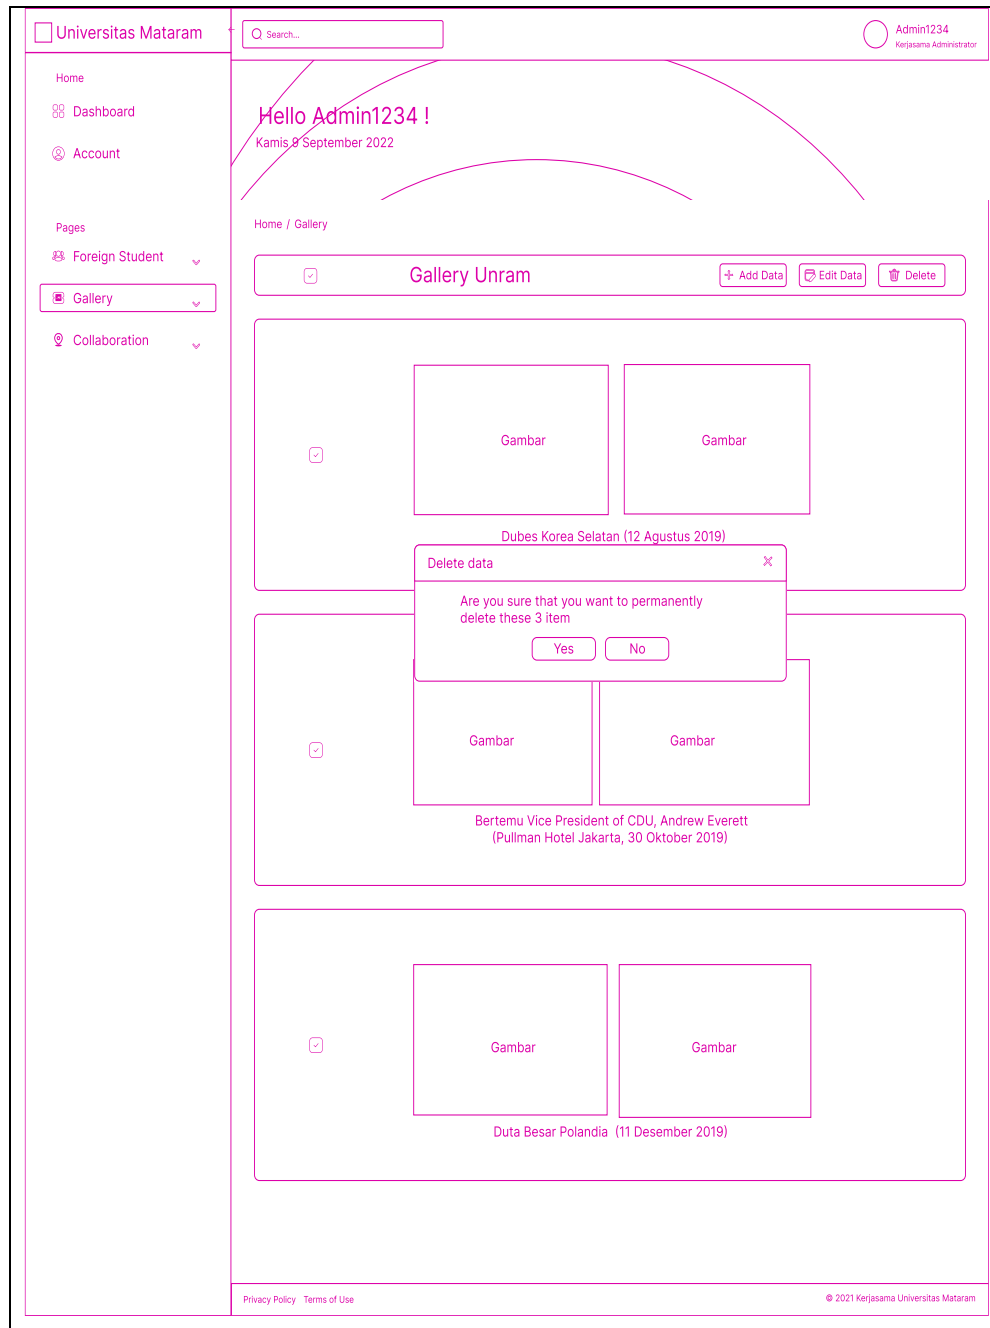 Universitas Mataram
Search...
Admin1234
Kerjasama Administrator
Home
Dashboard
Account
Pages
Foreign Student
Gallery
Collaboration
Hello Admin1234 !
Kamis 9 September 2022
Home / Gallery
Gallery Unram
Add Data
Edit Data
Delete
Gambar
Gambar
Dubes Korea Selatan (12 Agustus 2019)
Delete data
Are you sure that you want to permanently
delete these 3 item
Yes
No
Gambar
Gambar
Bertemu Vice President of CDU, Andrew Everett
(Pullman Hotel Jakarta, 30 Oktober 2019)
Gambar
Gambar
Duta Besar Polandia (11 Desember 2019)
Privacy Policy
Terms of Use
© 2021 Kerjasama Universitas Mataram